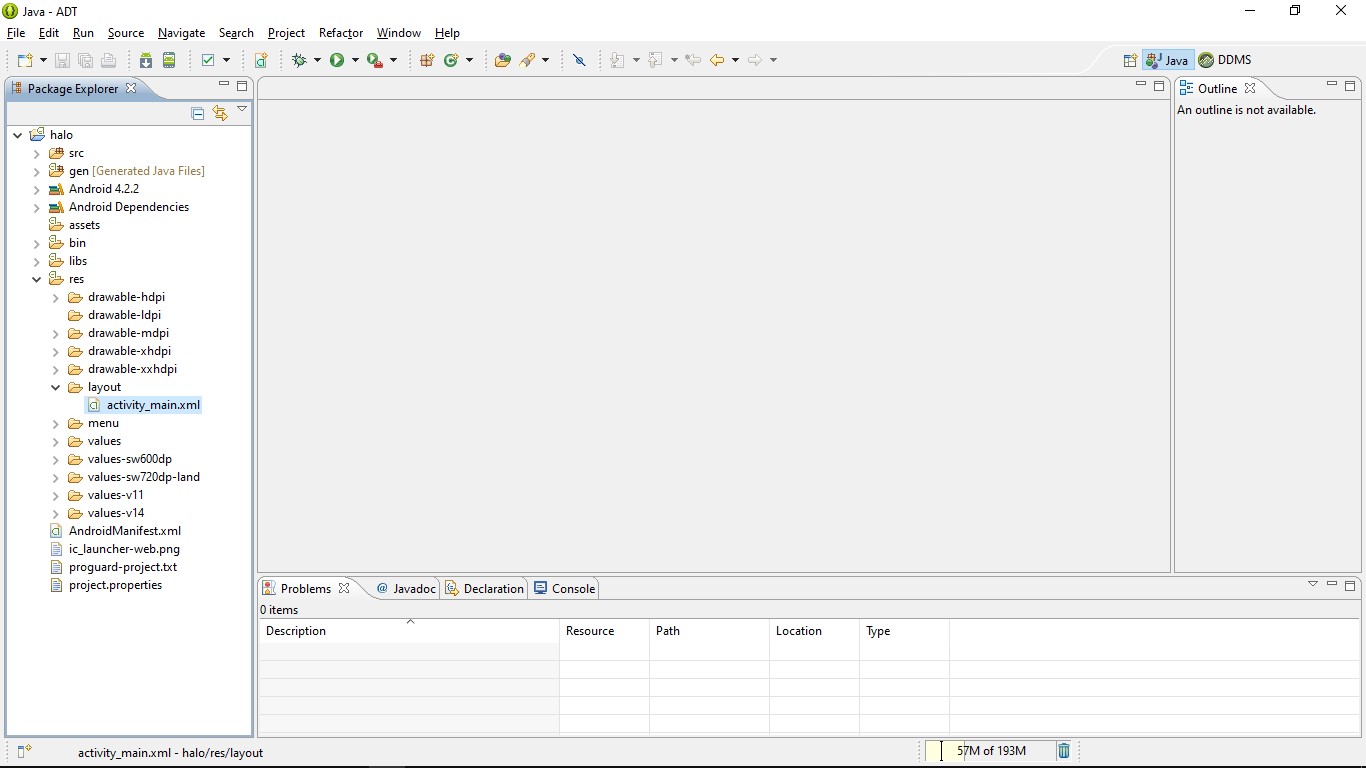 Java - ADT
File Edit Run Source Navigate Search Project Refactor Window Help
Java DDMS
Package Explorer
halo
src
gen [Generated Java Files]
Android 4.2.2
Android Dependencies
assets
bin
libs
res
drawable-hdpi
drawable-ldpi
drawable-mdpi
drawable-xhdpi
drawable-xxhdpi
layout
activity_main.xml
menu
values
values-sw600dp
values-sw720dp-land
values-v11
values-v14
AndroidManifest.xml
ic_launcher-web.png
proguard-project.txt
project.properties
Outline
An outline is not available.
Problems @ Javadoc Declaration Console
0 items
Description Resource Path Location Type
activity_main.xml - halo/res/layout
57M of 193M